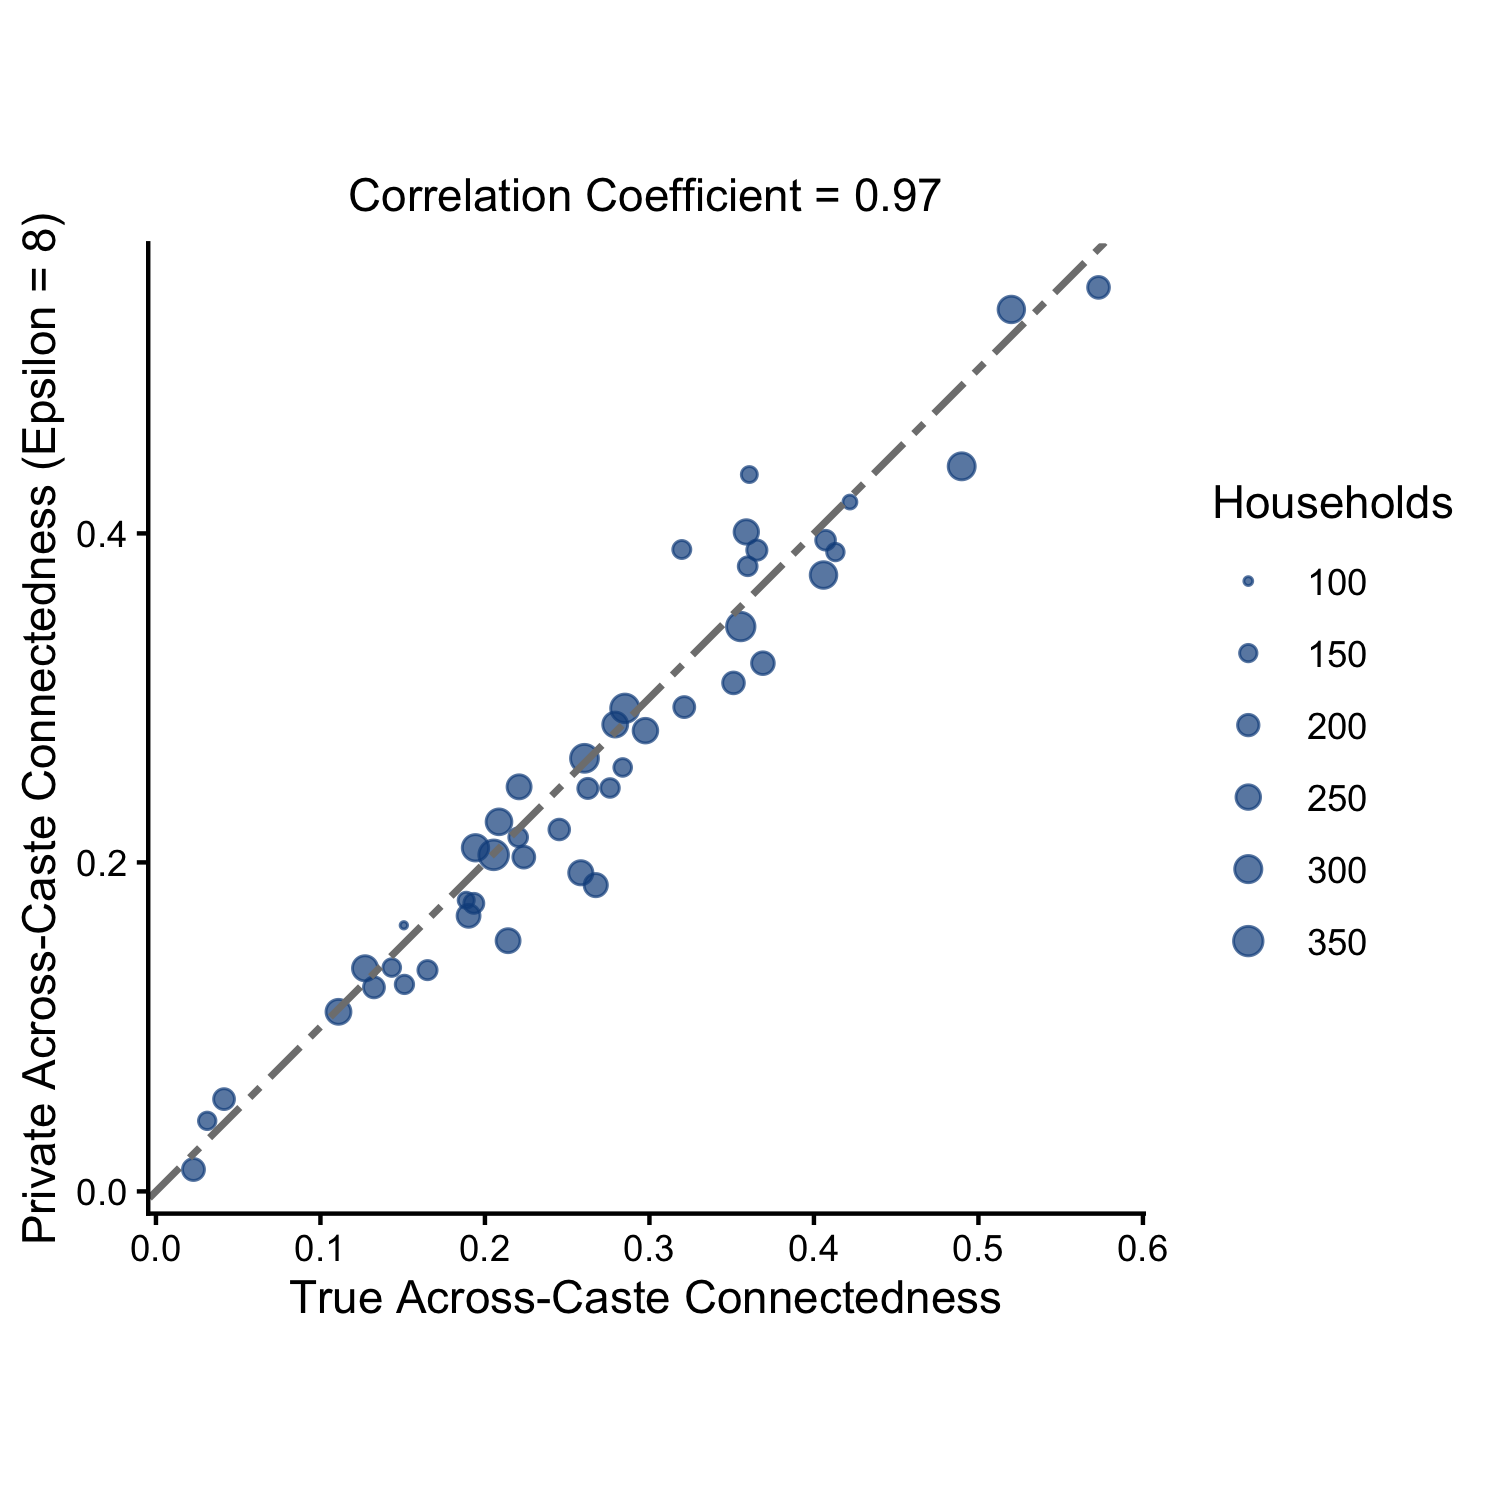 Correlation Coefficient = 0.97
Private Across-Caste Connectedness (Epsilon = 8)
0.4
0.2
0.0
0.0 0.1 0.2 0.3 0.4 0.5 0.6
True Across-Caste Connectedness
Households
100
150
200
250
300
350